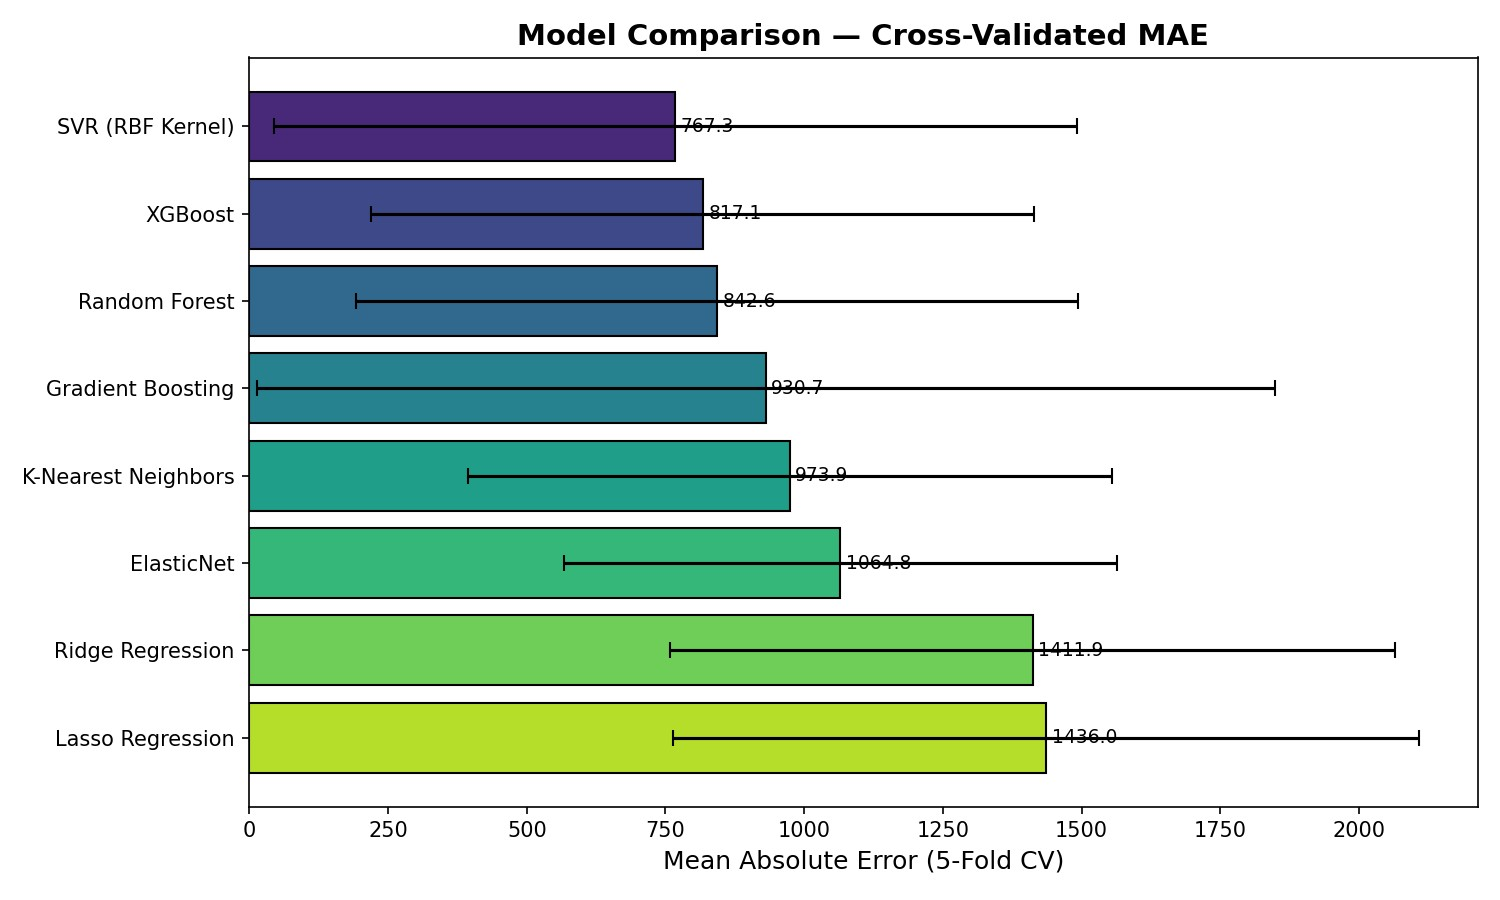 Model Comparison — Cross-Validated MAE
SVR (RBF Kernel)
767.3
XGBoost
817.1
Random Forest
842.6
Gradient Boosting
930.7
K-Nearest Neighbors
973.9
ElasticNet
1064.8
Ridge Regression
1411.9
Lasso Regression
1436.0
0 250 500 750 1000 1250 1500 1750 2000
Mean Absolute Error (5-Fold CV)